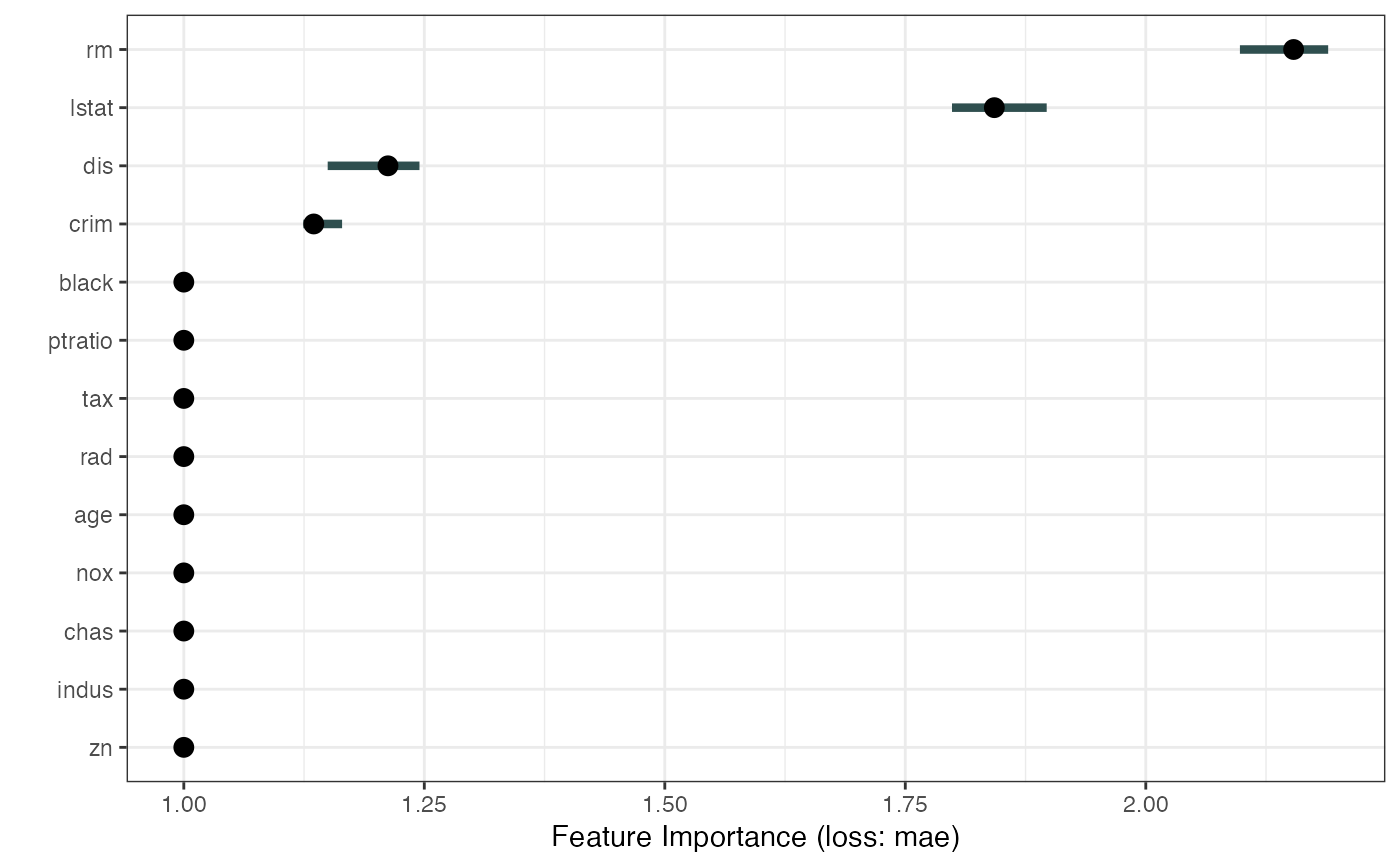 rm
lstat
dis
crim
black
ptratio
tax
rad
age
nox
chas
indus
zn
1.00 1.25 1.50 1.75 2.00
Feature Importance (loss: mae)